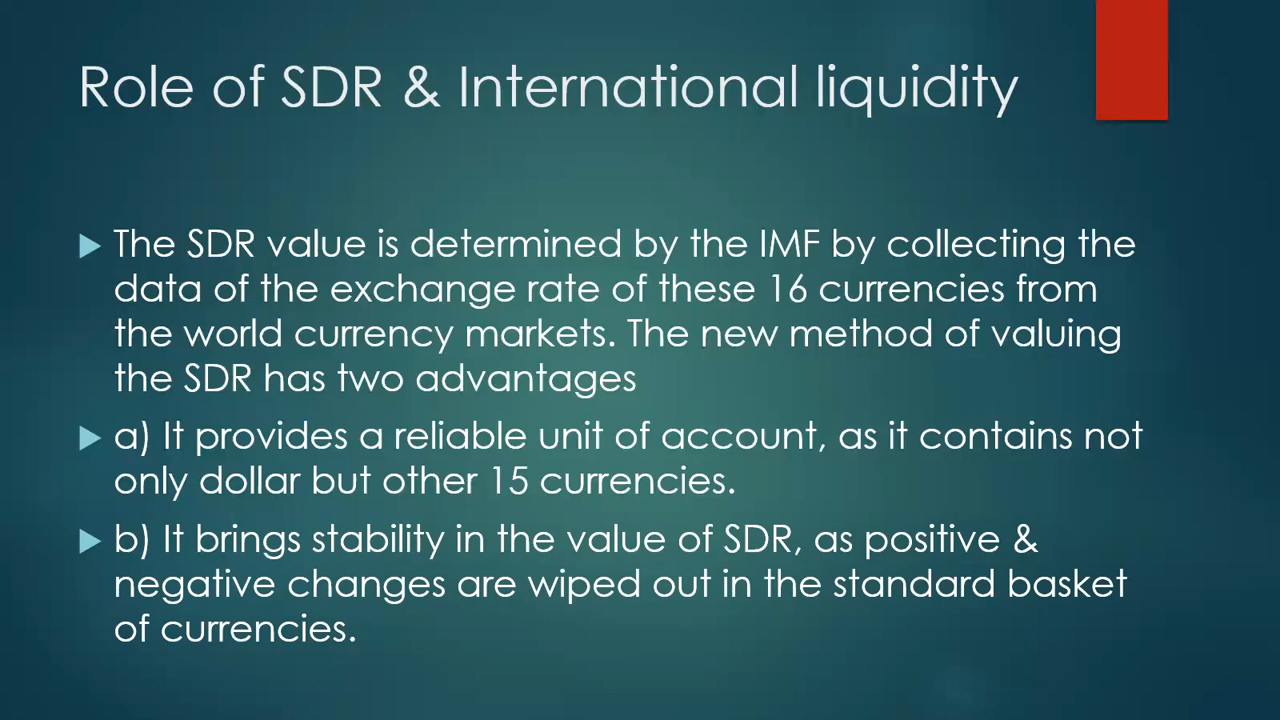 Role of SDR & International liquidity
The SDR value is determined by the IMF by collecting the
data of the exchange rate of these 16 currencies from
the world currency markets. The new method of valuing
the SDR has two advantages
a) It provides a reliable unit of account, as it contains not
only dollar but other 15 currencies.
b) It brings stability in the value of SDR, as positive &
negative changes are wiped out in the standard basket
of currencies.